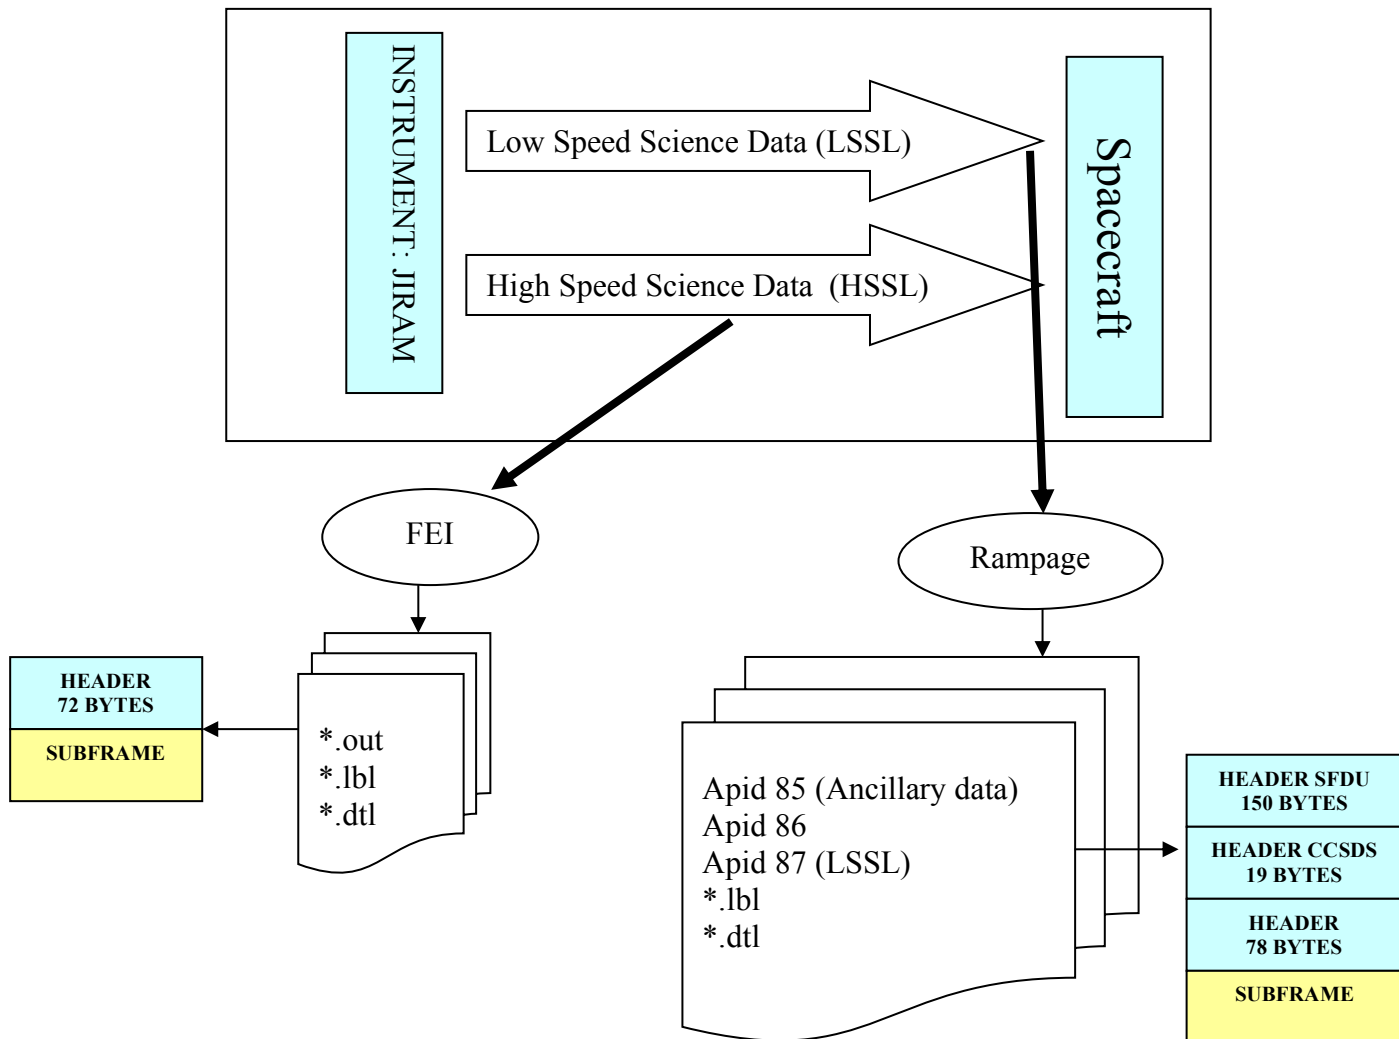 INSTRUMENT: JIRAM
Low Speed Science Data (LSSL)
High Speed Science Data  (HSSL)
Spacecraft
FEI
Rampage
HEADER
72 BYTES
SUBFRAME
*.out
*.lbl
*.dtl
Apid 85 (Ancillary data)
Apid 86
Apid 87 (LSSL)
*.lbl
*.dtl
HEADER SFDU
150 BYTES
HEADER CCSDS
19 BYTES
HEADER
78 BYTES
SUBFRAME